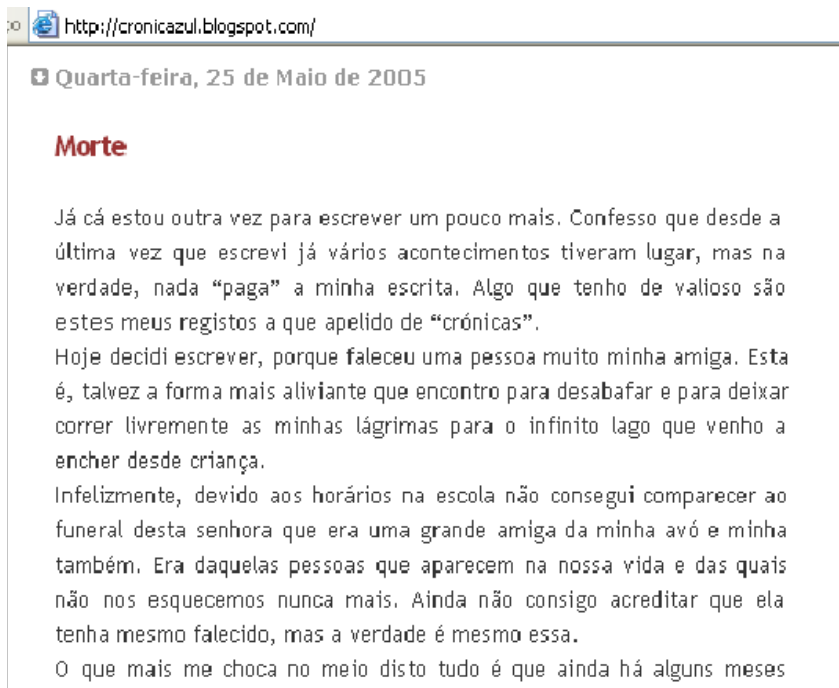 ço http://cronicazul.blogspot.com/
Quarta-feira, 25 de Maio de 2005
Morte
Já cá estou outra vez para escrever um pouco mais. Confesso que desde a
última vez que escrevi já vários acontecimentos tiveram lugar, mas na
verdade, nada “paga” a minha escrita. Algo que tenho de valioso são
estes meus registos a que apelido de “crónicas”.
Hoje decidi escrever, porque faleceu uma pessoa muito minha amiga. Esta
é, talvez a forma mais aliviante que encontro para desabafar e para deixar
correr livremente as minhas lágrimas para o infinito lago que venho a
encher desde criança.
Infelizmente, devido aos horários na escola não consegui comparecer ao
funeral desta senhora que era uma grande amiga da minha avó e minha
também. Era daquelas pessoas que aparecem na nossa vida e das quais
não nos esquecemos nunca mais. Ainda não consigo acreditar que ela
tenha mesmo falecido, mas a verdade é mesmo essa.
O que mais me choca no meio disto tudo é que ainda há alguns meses